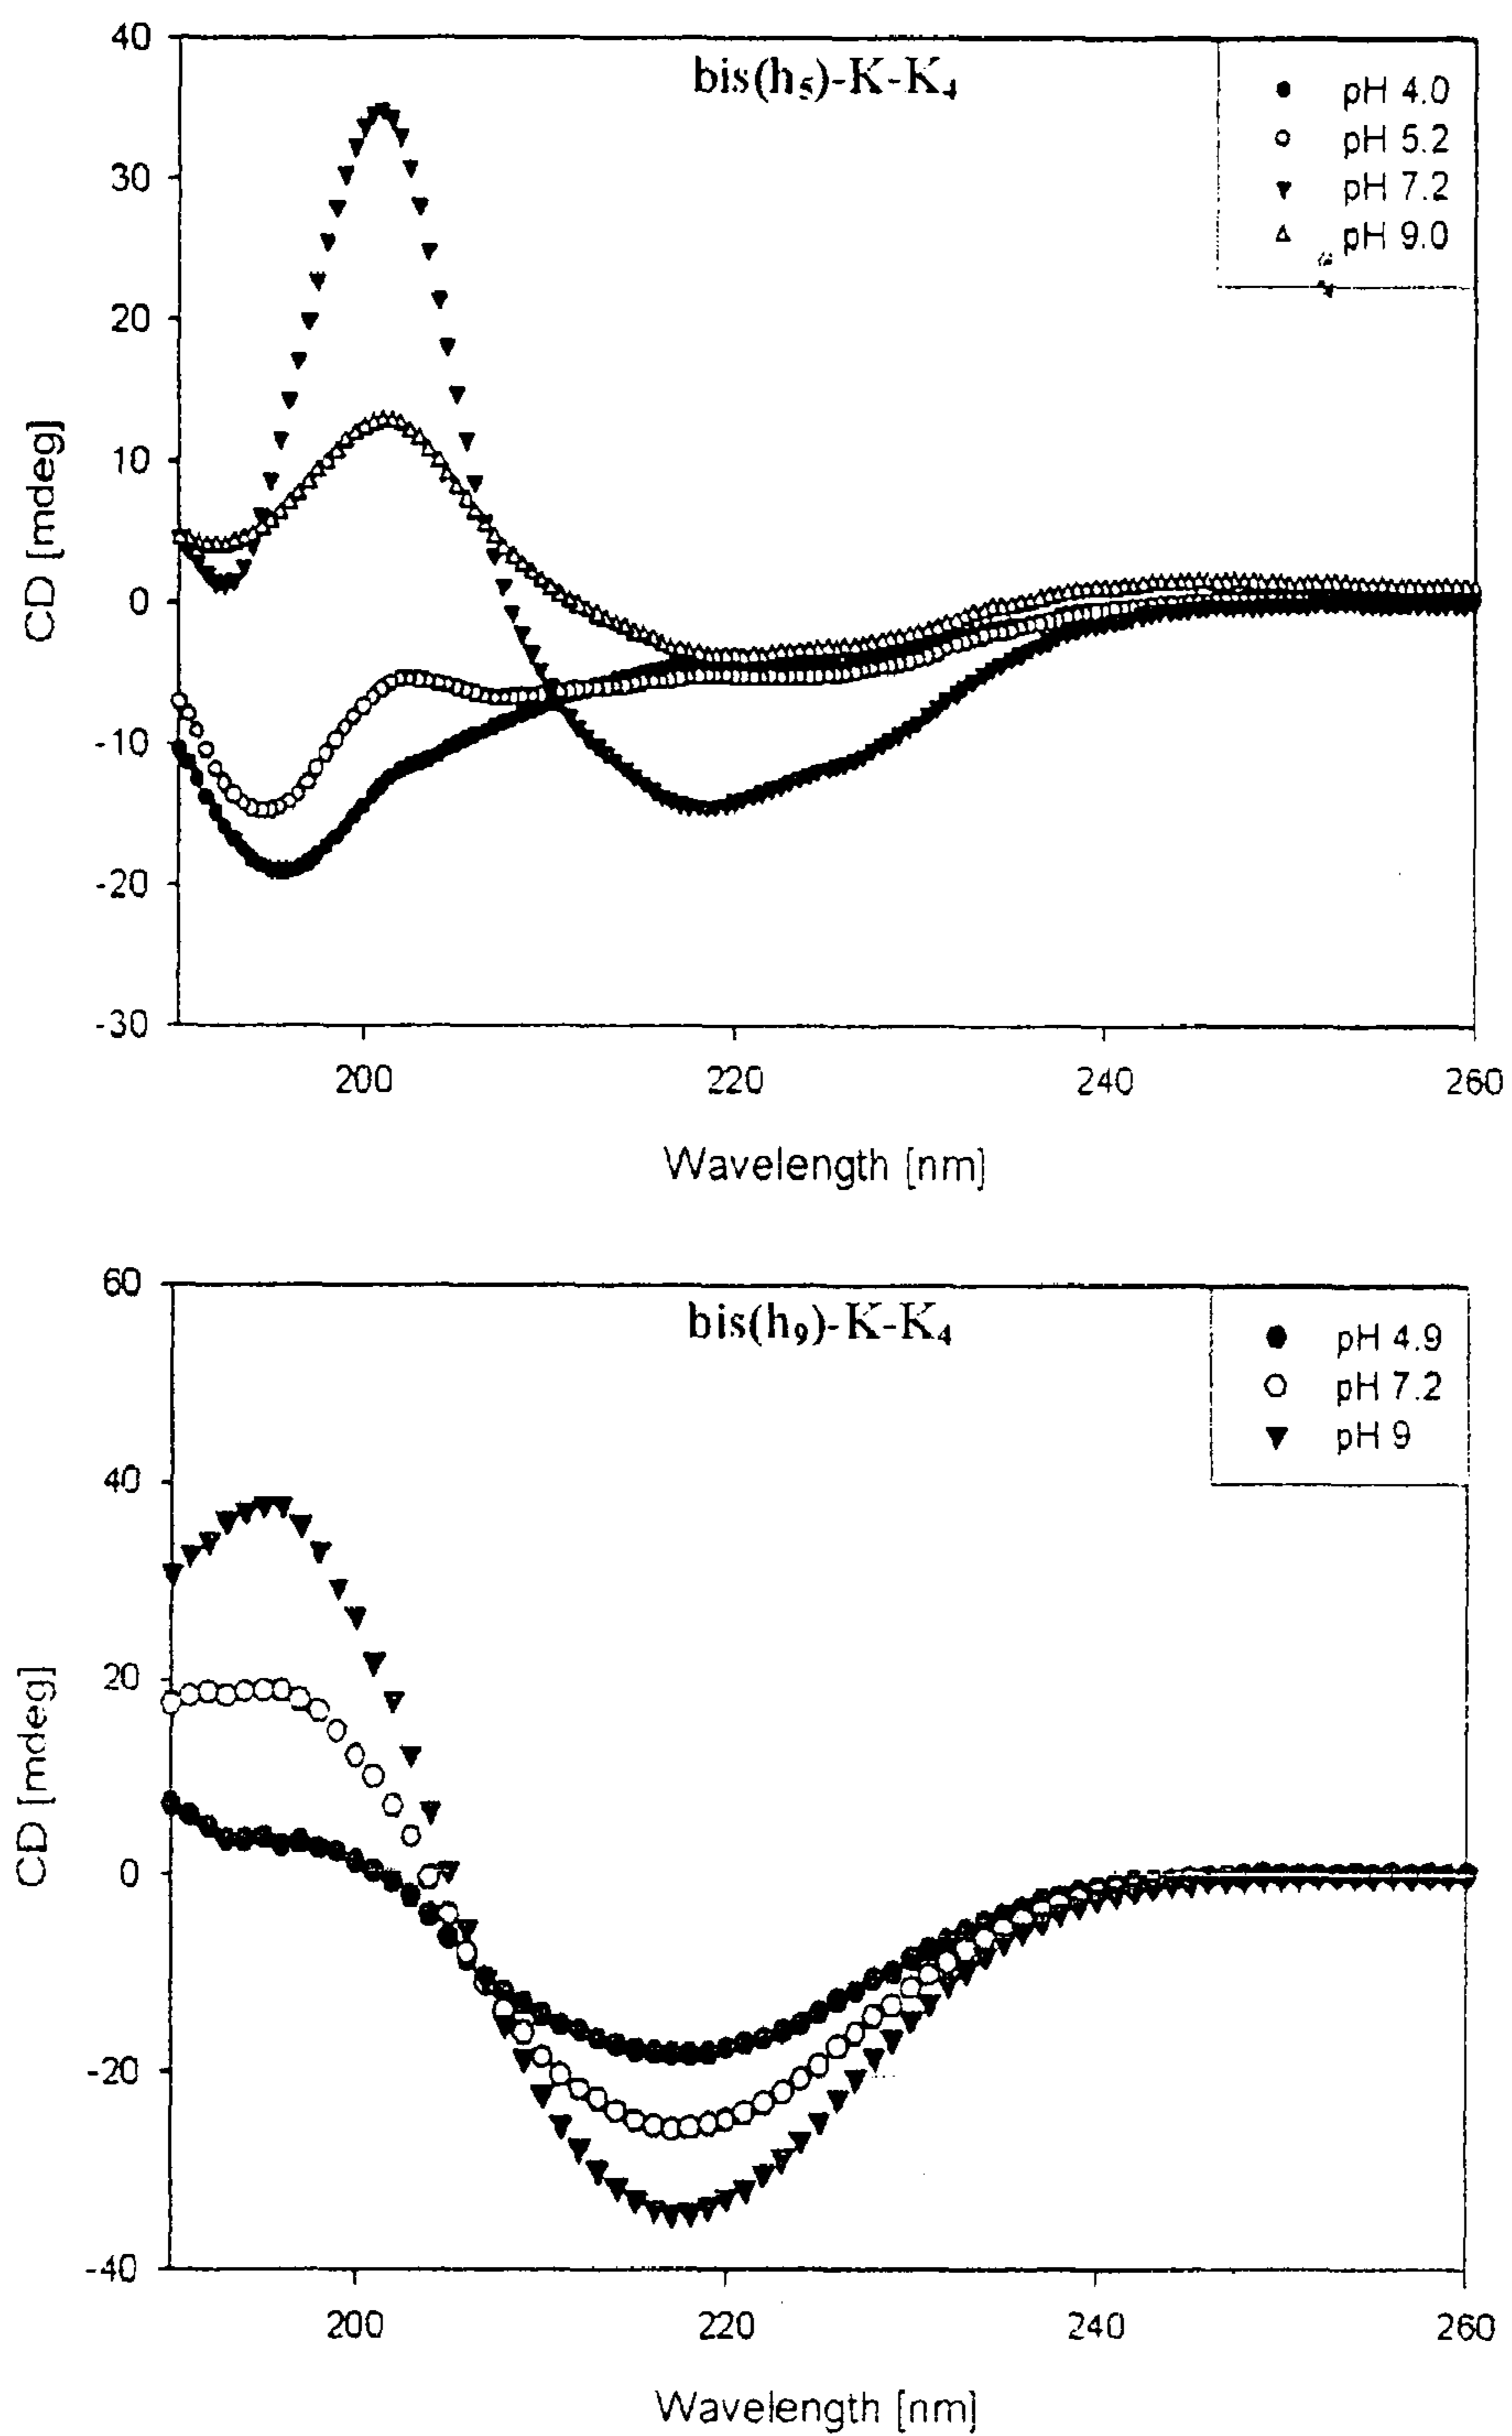 bis(h₅)-K-K₄
pH 4.0
pH 5.2
pH 7.2
pH 9.0
40
30
20
10
0
-10
-20
-30
CD [mdeg]
200
220
240
260
Wavelength [nm]
bis(h₉)-K-K₄
pH 4.9
pH 7.2
pH 9
60
40
20
0
-20
-40
CD [mdeg]
200
220
240
260
Wavelength [nm]